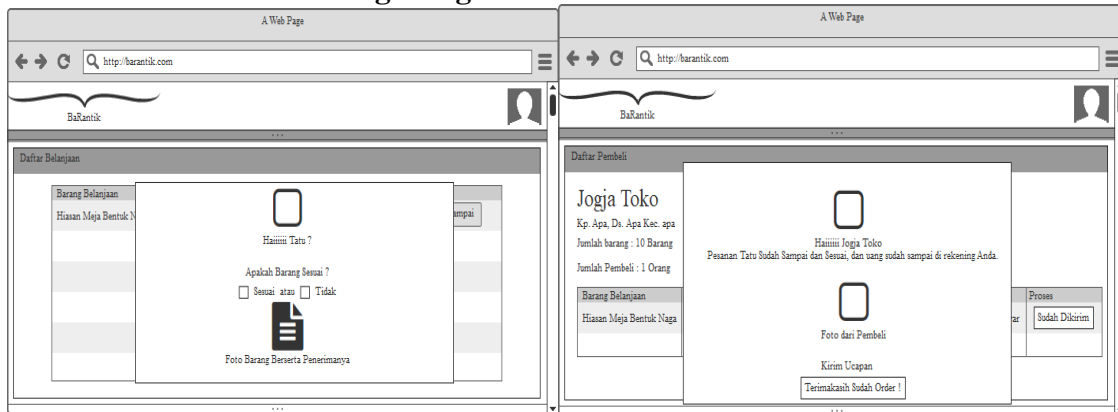 A Web Page
http://barantik.com
BaRantik
Daftar Belanjaan
Barang Belanjaan
Hiasan Meja Bentuk
Haiiiiii Tatu ?
Apakah Barang Sesuai ?
Sesuai atau Tidak
Foto Barang Berserta Penerimanya
A Web Page
http://barantik.com
BaRantik
Daftar Pembeli
Jogja Toko
Kp. Apa, Ds. Apa Kec. apa
Jumlah barang : 10 Barang
Jumlah Pembeli : 1 Orang
Barang Belanjaan
Proses
Hiasan Meja Bentuk Naga
Sudah Dikirim
Haiiiiii Jogja Toko
Pesanan Tatu Sudah Sampai dan Sesuai, dan uang sudah sampai di rekening Anda.
Foto dari Pembeli
Kirim Ucapan
Terimakasih Sudah Order !